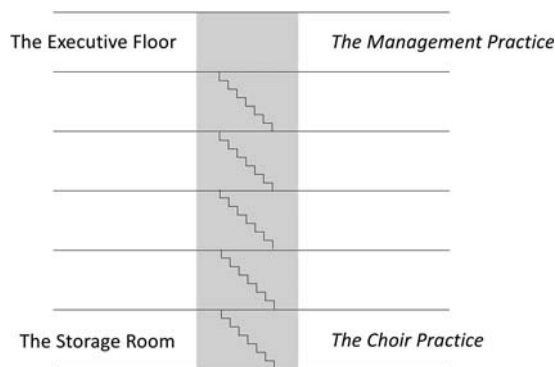 The Executive Floor
The Management Practice
The Storage Room
The Choir Practice